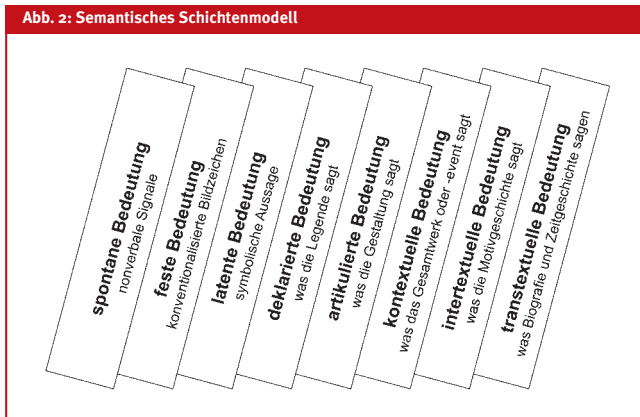 Abb. 2: Semantisches Schichtenmodell
spontane Bedeutung
nonverbale Signale
feste Bedeutung
konventionalisierte Bildzeichen
latente Bedeutung
symbolische Aussage
deklarierte Bedeutung
was die Legende sagt
artikulierte Bedeutung
was die Gestaltung sagt
kontextuelle Bedeutung
was das Gesamtwerk oder -event sagt
intertextuelle Bedeutung
was die Motivgeschichte sagt
transtextuelle Bedeutung
was Biografie und Zeitgeschichte sagen